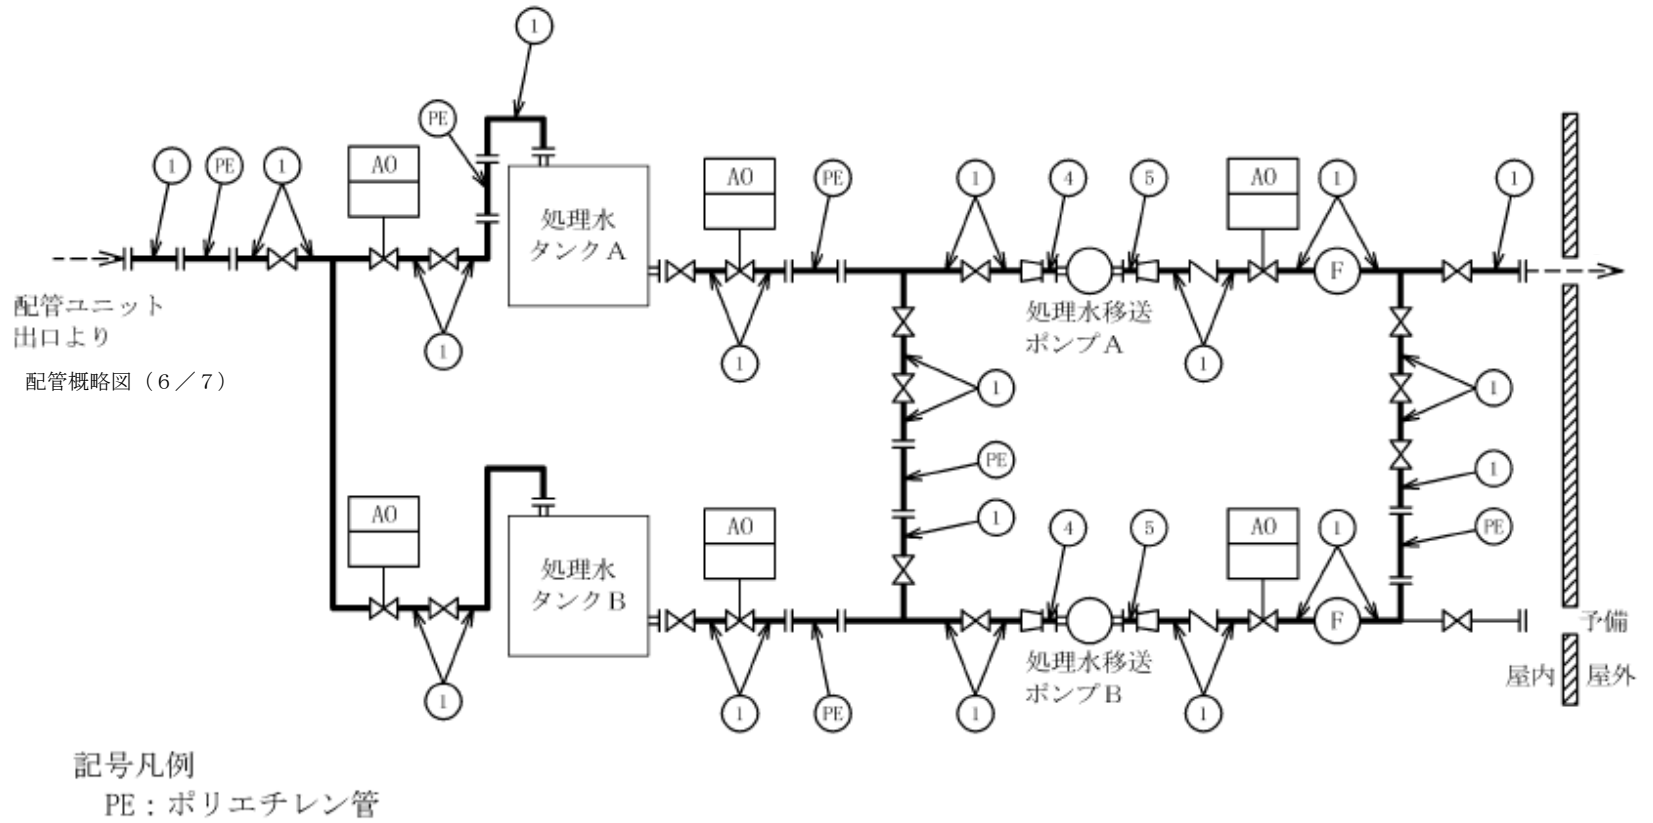 1
PE
1
PE
1
1
AO
AO
PE
1
4
5
AO
1
1
処理水
タンクA
F
配管ユニット
出口より
処理水移送
ポンプA
1
1
1
配管概略図(6/7)
1
1
PE
1
AO
AO
1
4
5
AO
1
PE
処理水
タンクB
F
予備
処理水移送
ポンプB
屋内
屋外
1
1
PE
1
1
記号凡例
PE:ポリエチレン管